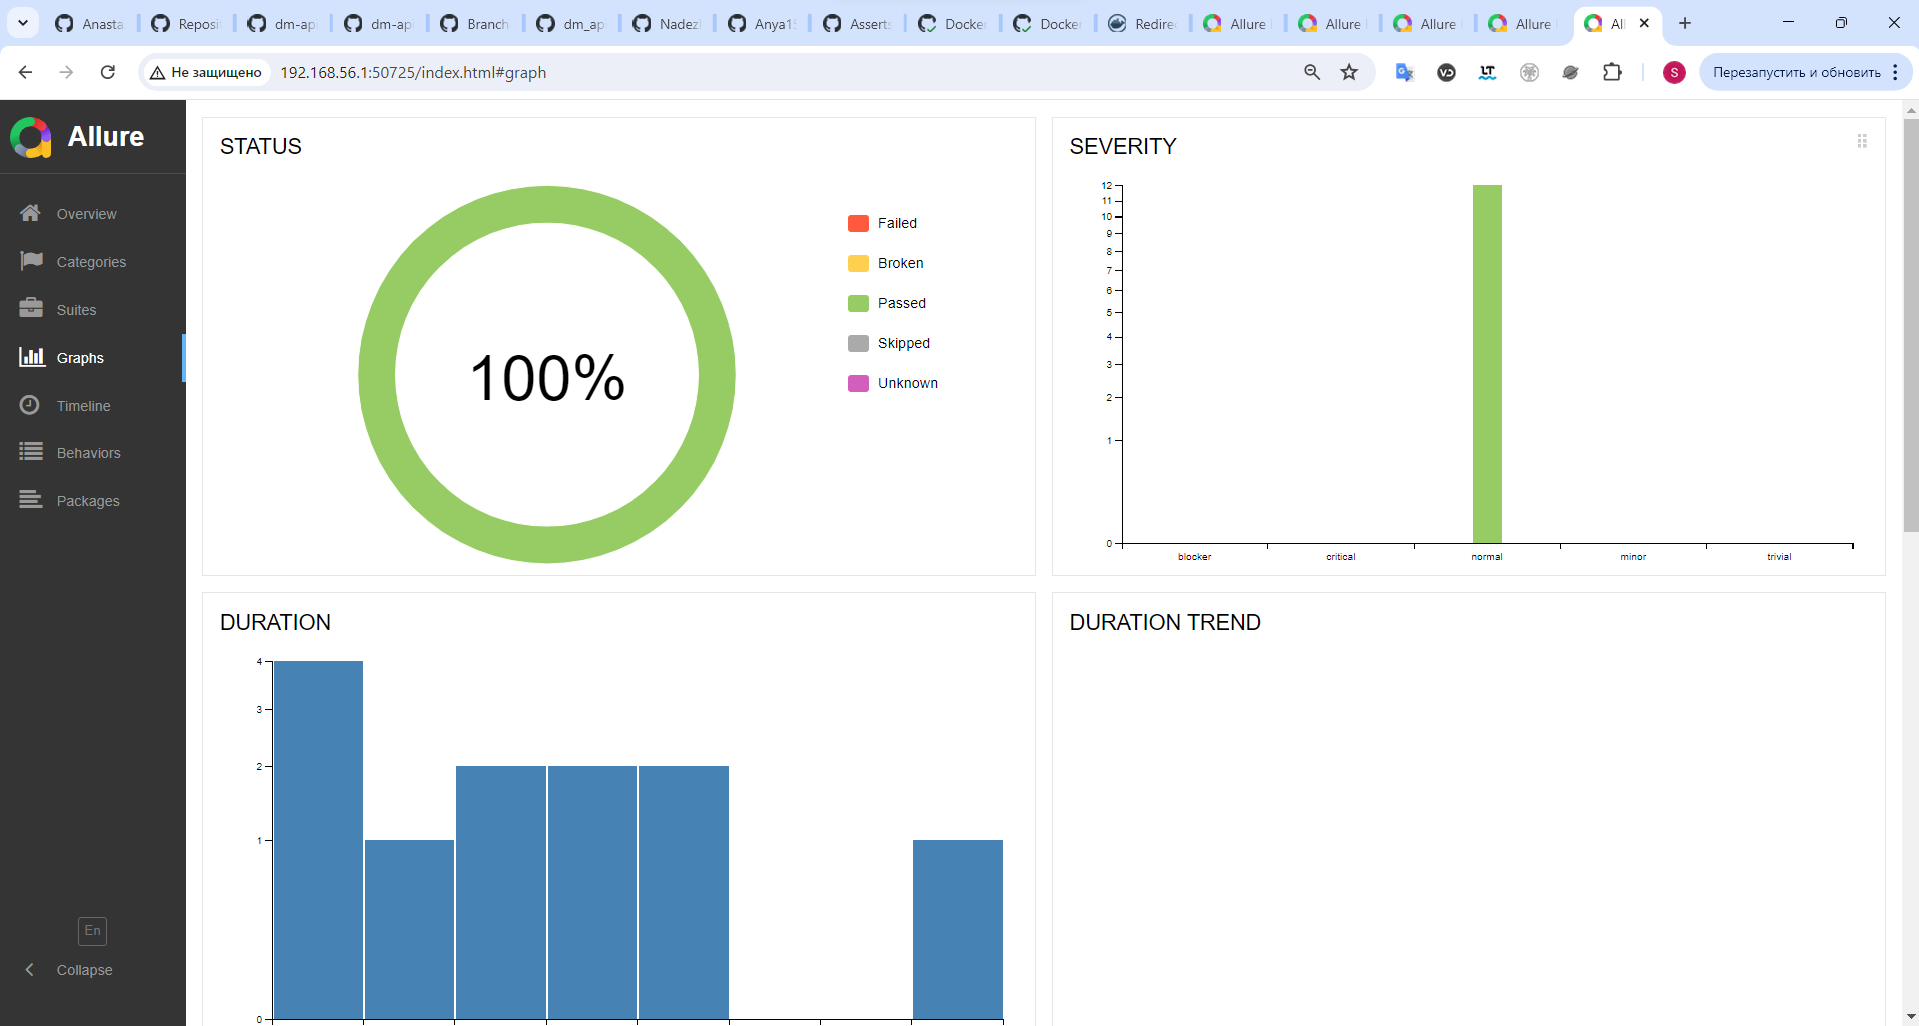 Anasta
Reposi
dm-ap
dm-api
Branch
dm_ap
Nadez
Anya1
Asserts
Docke
Docke
Redire
Allure
Allure
Allure
Allure
Al
Не защищено
192.168.56.1:50725/index.html#graph
S
Перезапустить и обновить
Allure
Overview
Categories
Suites
Graphs
Timeline
Behaviors
Packages
En
Collapse
STATUS
100%
Failed
Broken
Passed
Skipped
Unknown
SEVERITY
12
11
10
9
8
7
6
5
4
3
2
1
0
blocker critical normal minor trivial
DURATION
4
3
2
1
0
DURATION TREND